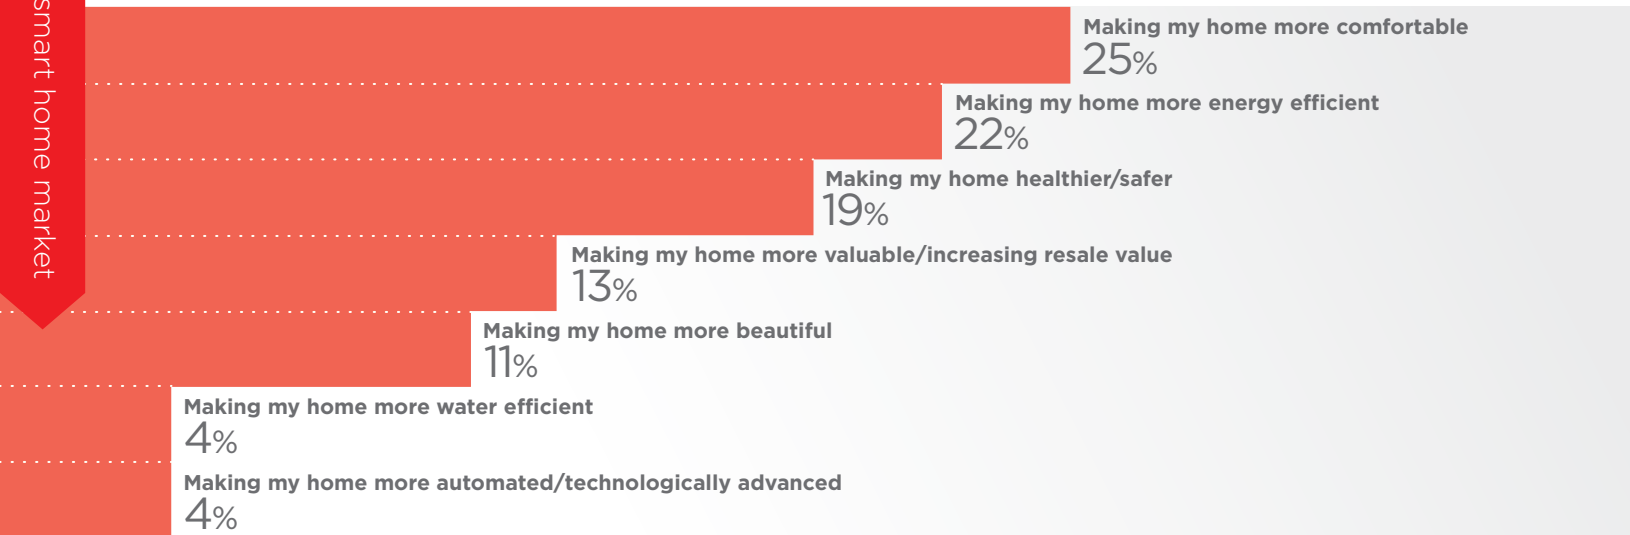 smart home market
Making my home more comfortable
25%
Making my home more energy efficient
22%
Making my home healthier/safer
19%
Making my home more valuable/increasing resale value
13%
Making my home more beautiful
11%
Making my home more water efficient
4%
Making my home more automated/technologically advanced
4%